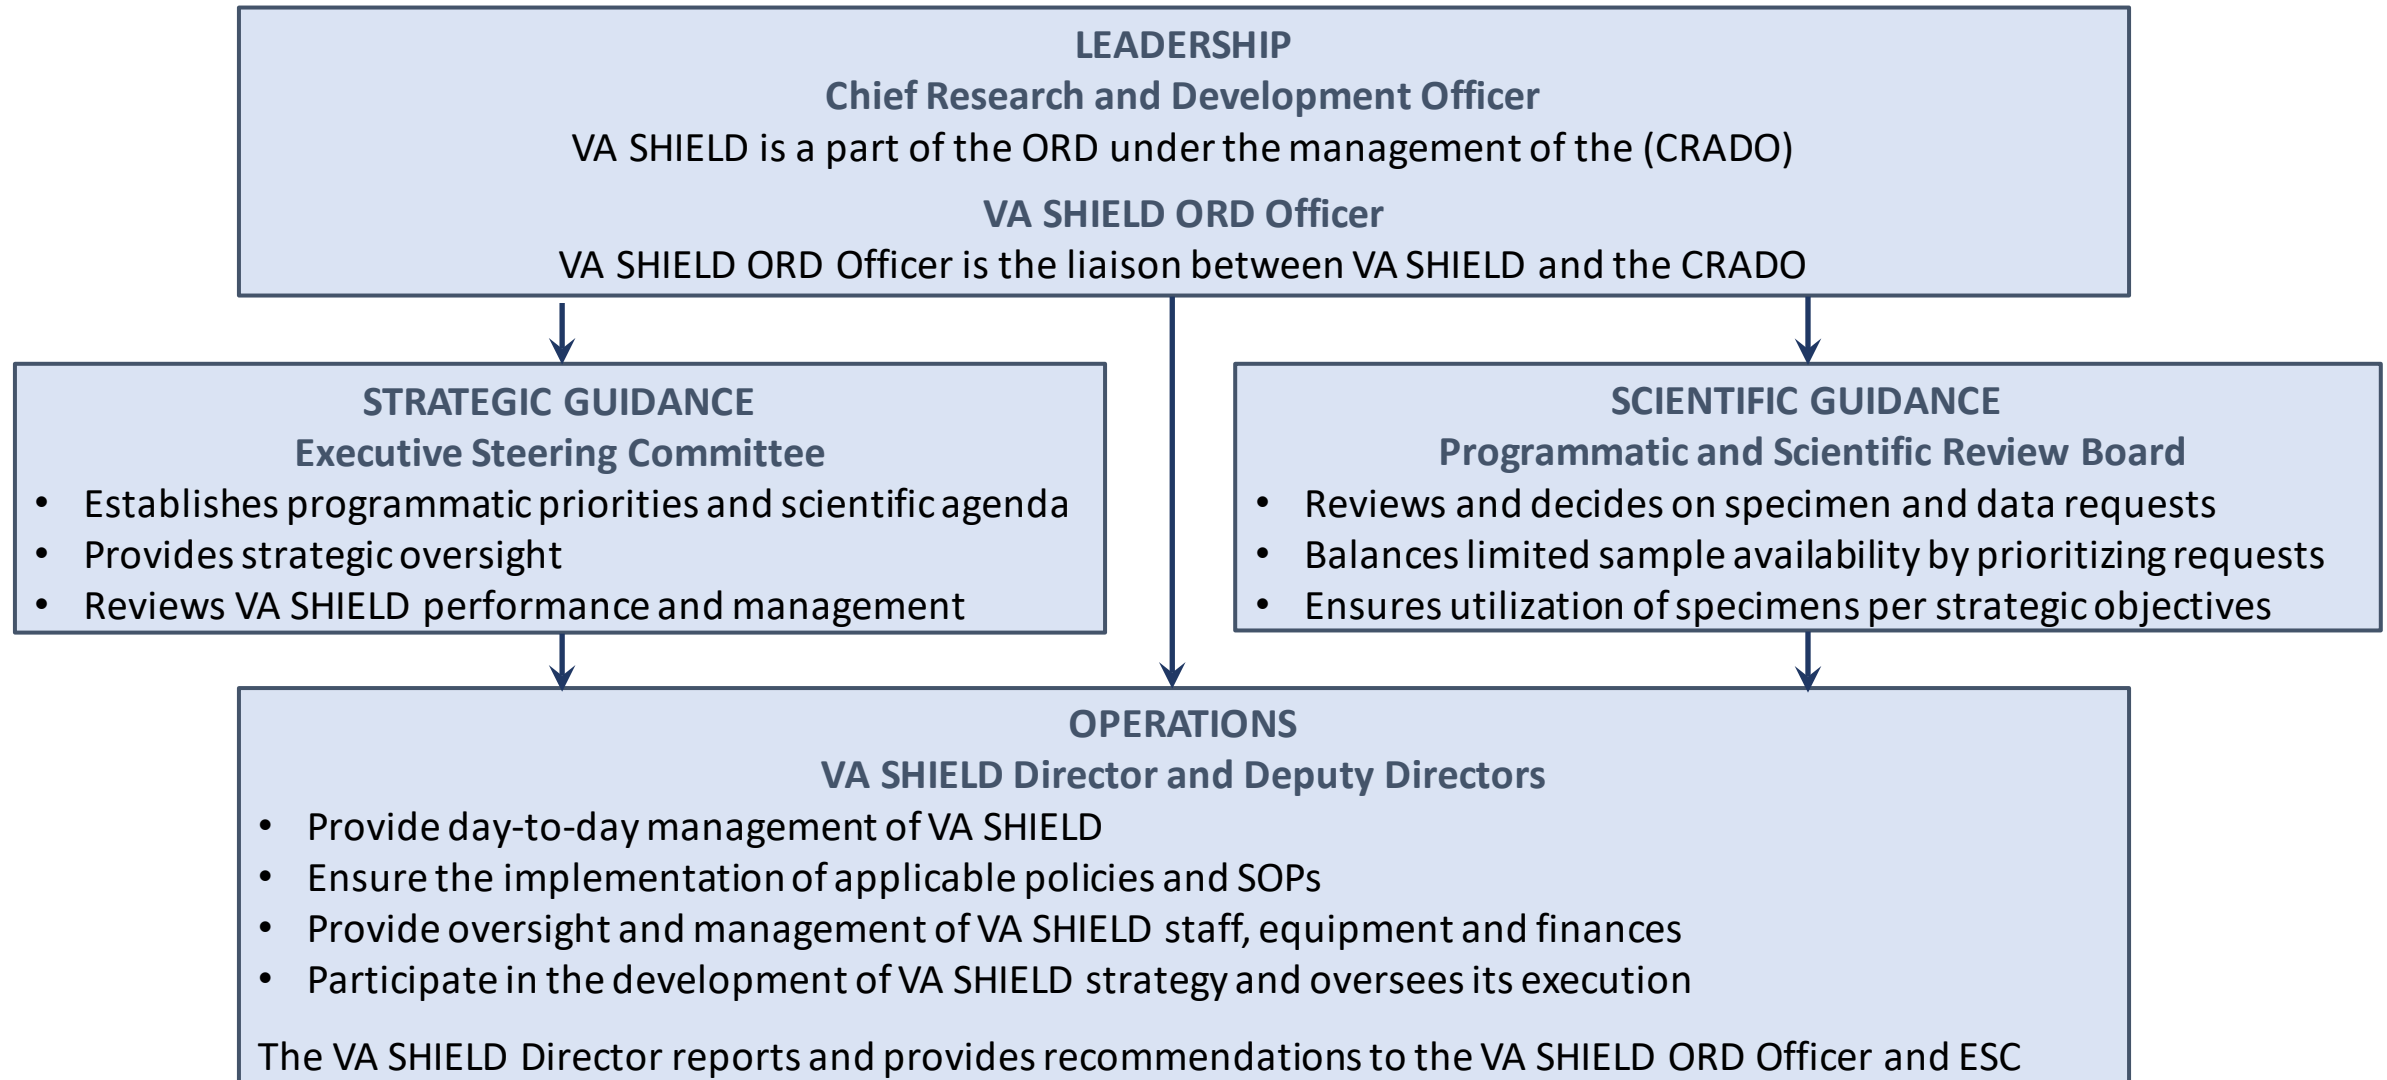 LEADERSHIP
Chief Research and Development Officer
VA SHIELD is a part of the ORD under the management of the (CRADO)
VA SHIELD ORD Officer
VA SHIELD ORD Officer is the liaison between VA SHIELD and the CRADO
STRATEGIC GUIDANCE
Executive Steering Committee
• Establishes programmatic priorities and scientific agenda
• Provides strategic oversight
• Reviews VA SHIELD performance and management
SCIENTIFIC GUIDANCE
Programmatic and Scientific Review Board
• Reviews and decides on specimen and data requests
• Balances limited sample availability by prioritizing requests
• Ensures utilization of specimens per strategic objectives
OPERATIONS
VA SHIELD Director and Deputy Directors
• Provide day-to-day management of VA SHIELD
• Ensure the implementation of applicable policies and SOPs
• Provide oversight and management of VA SHIELD staff, equipment and finances
• Participate in the development of VA SHIELD strategy and oversees its execution
The VA SHIELD Director reports and provides recommendations to the VA SHIELD ORD Officer and ESC